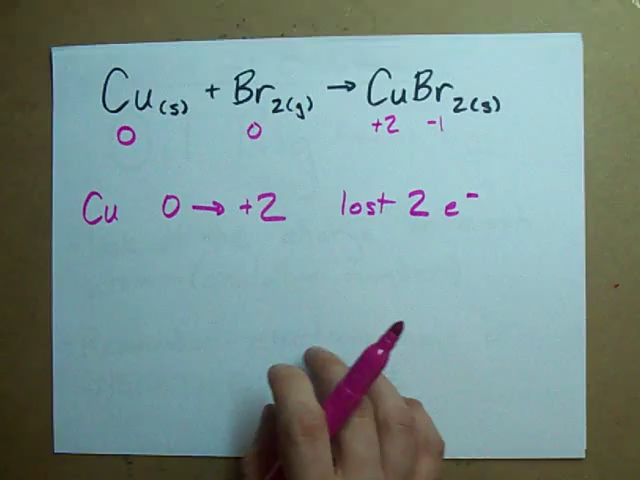 Cu(s) + Br2(g) → CuBr2(s)
0 0 +2 -1
Cu 0 → +2 lost 2 e⁻